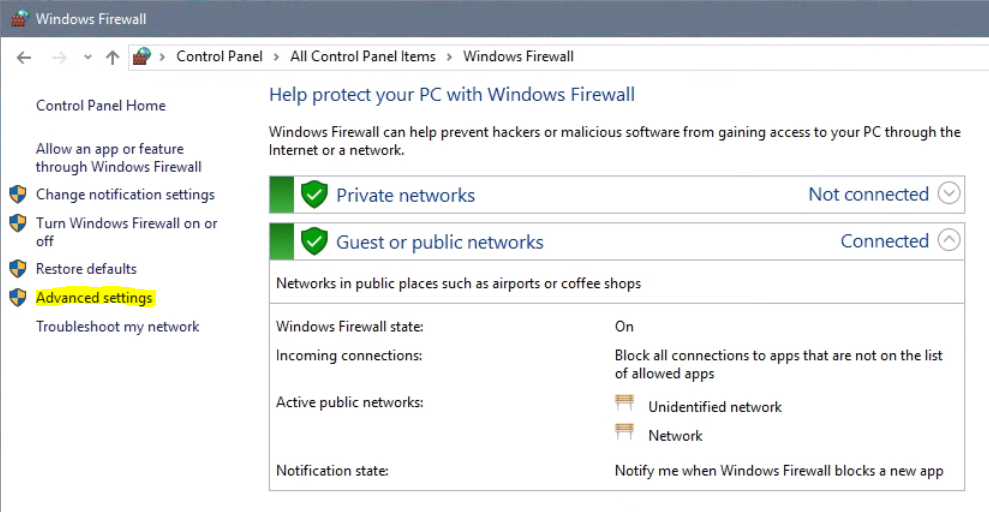 Windows Firewall
Control Panel > All Control Panel Items > Windows Firewall
Control Panel Home
Allow an app or feature
through Windows Firewall
Change notification settings
Turn Windows Firewall on or
off
Restore defaults
Advanced settings
Troubleshoot my network
Help protect your PC with Windows Firewall
Windows Firewall can help prevent hackers or malicious software from gaining access to your PC through the
Internet or a network.
Private networks Not connected
Guest or public networks Connected
Networks in public places such as airports or coffee shops
Windows Firewall state: On
Incoming connections: Block all connections to apps that are not on the list
of allowed apps
Active public networks: Unidentified network
Network
Notification state: Notify me when Windows Firewall blocks a new app